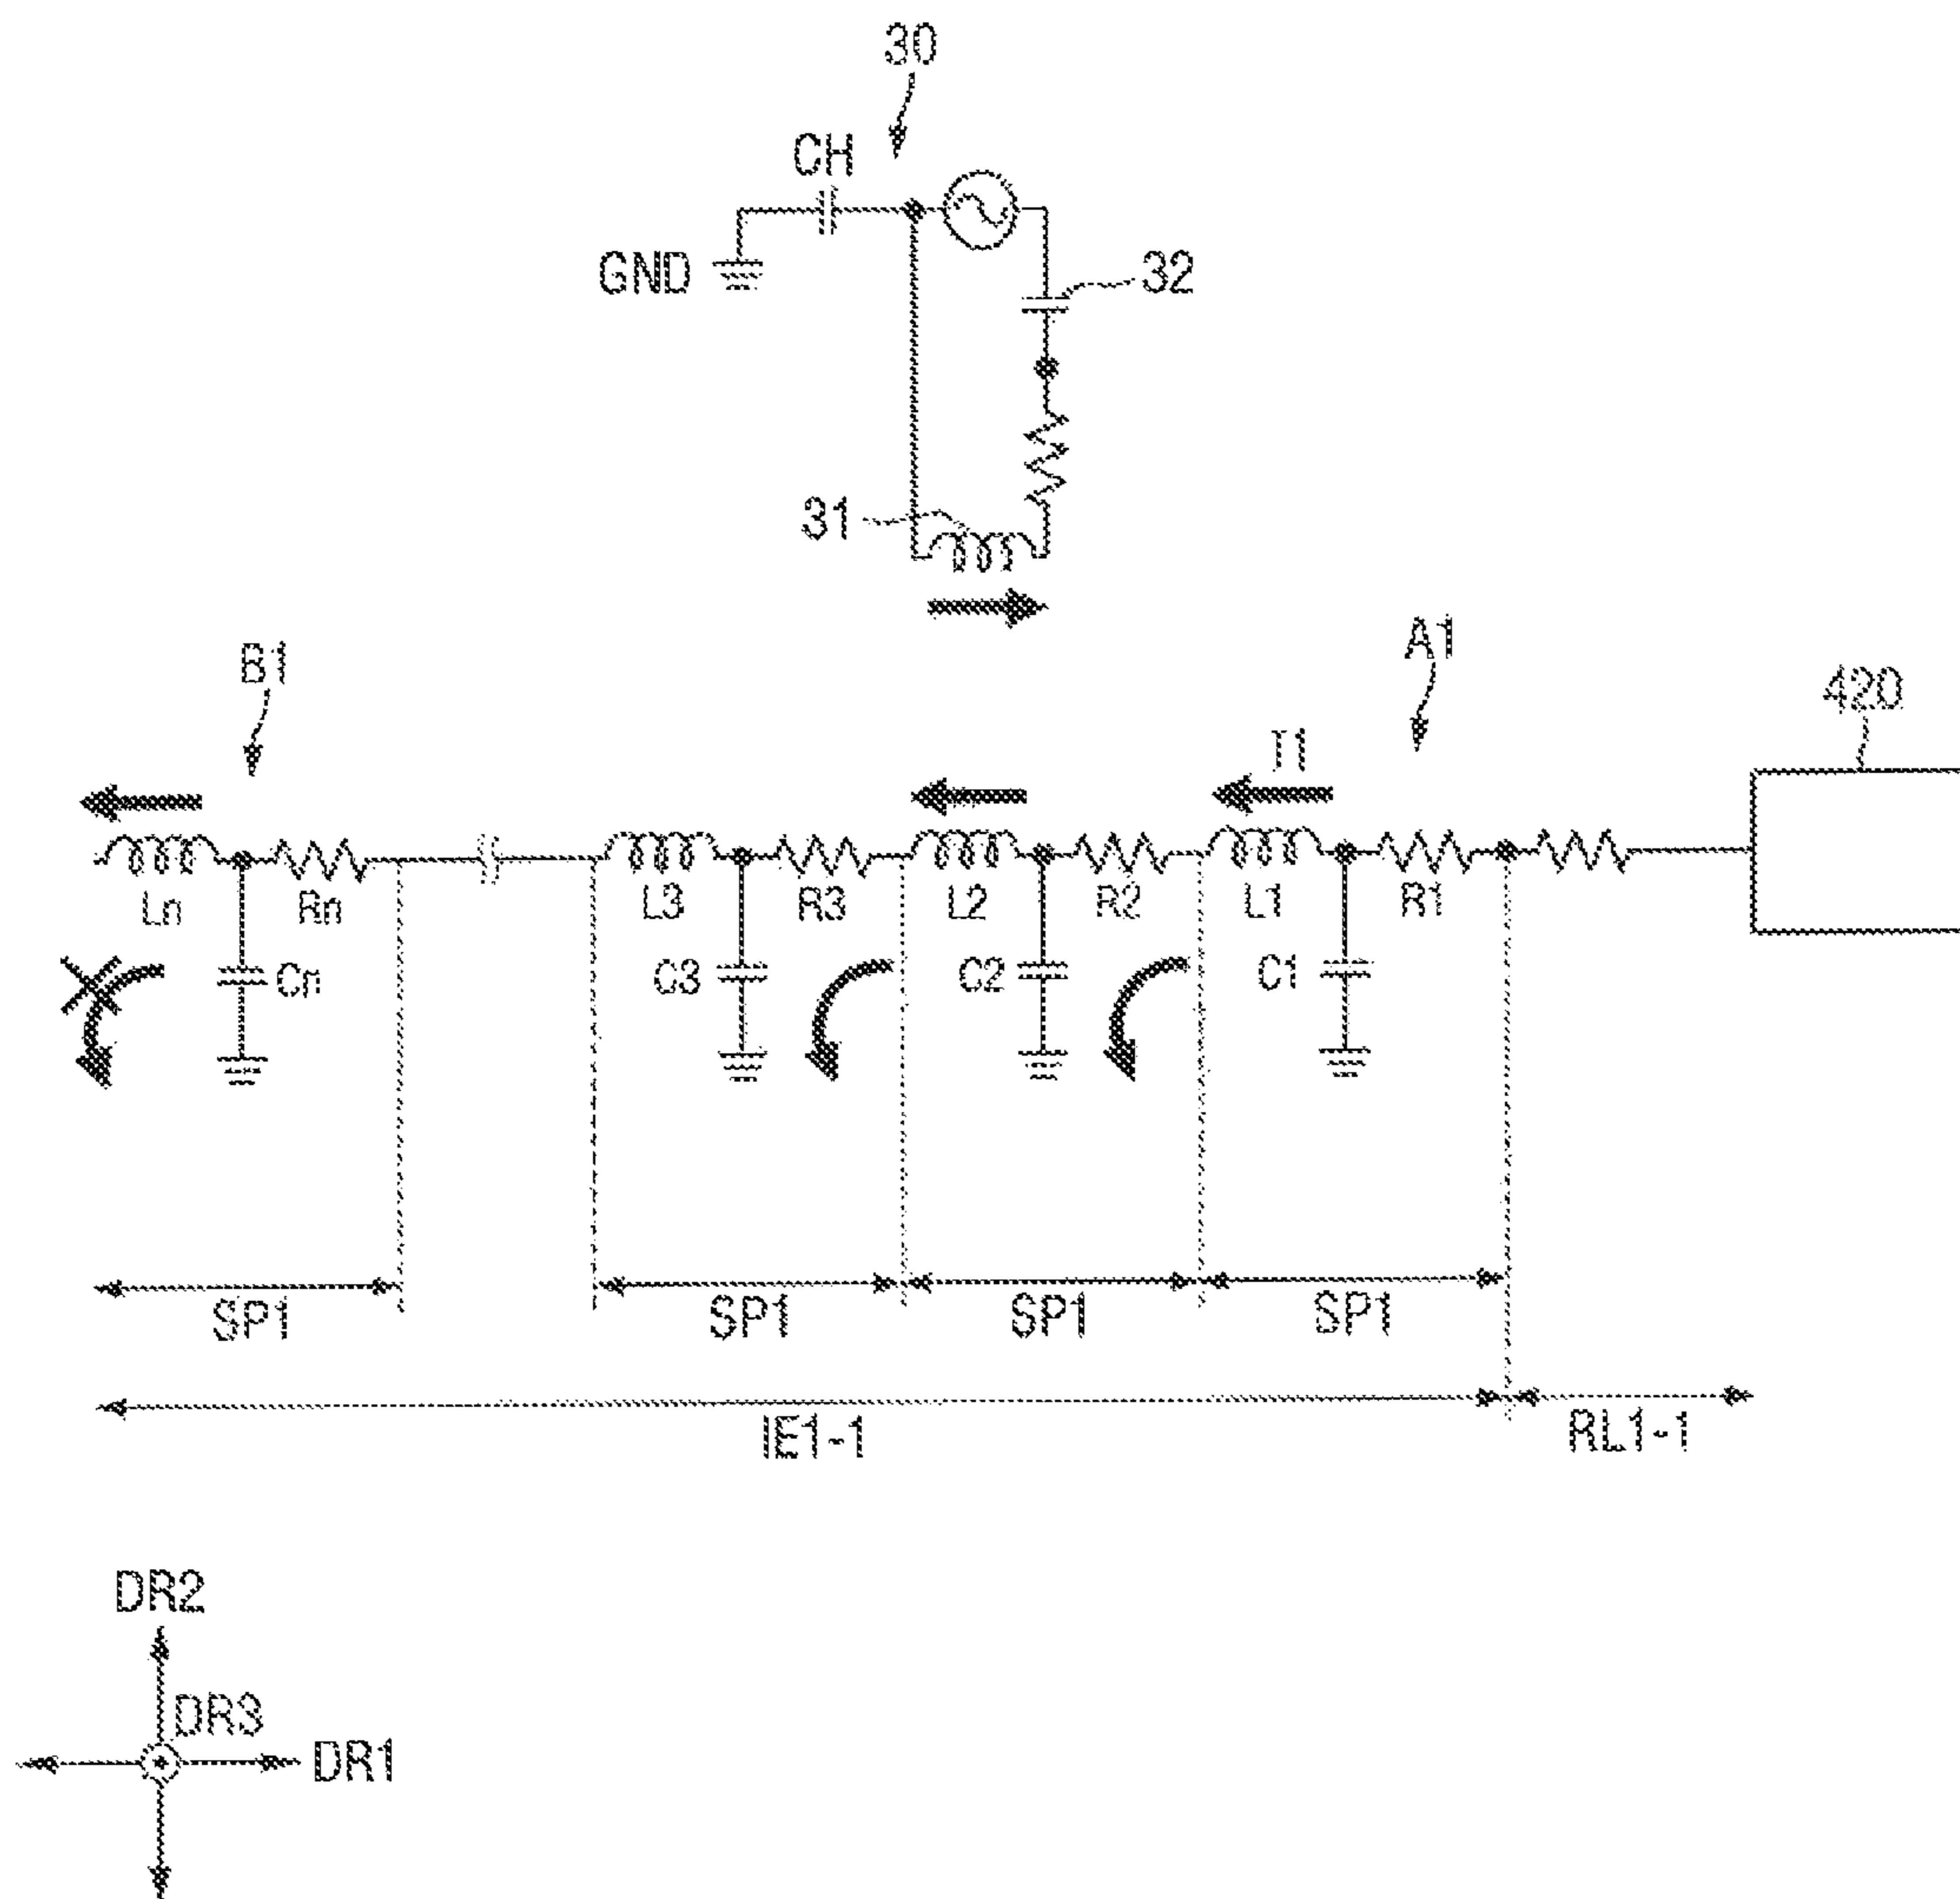 30
CH
GND
32
31
B1
A1
420
I1
Ln
Rn
L3
R3
L2
R2
L1
R1
Cn
C3
C2
C1
SP1
SP1
SP1
SP1
IE1-1
RL1-1
DR2
DR3
DR1